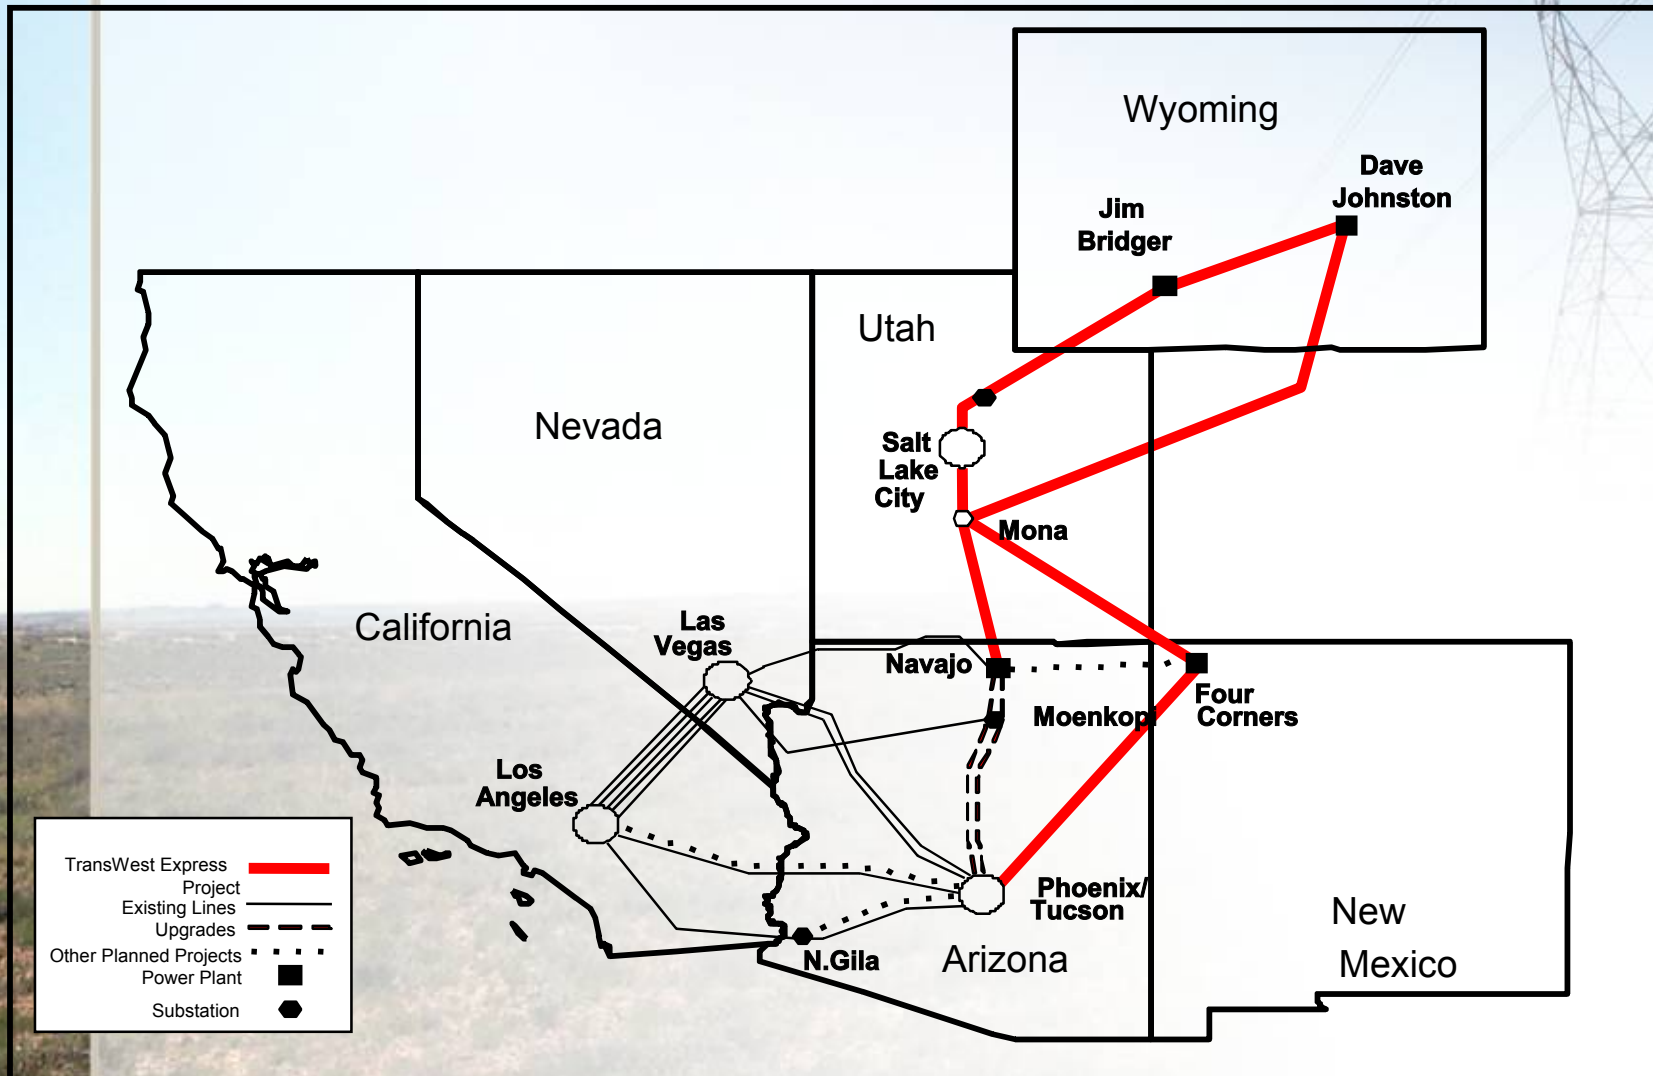 Wyoming
Dave
Johnston
Jim
Bridger
Utah
Nevada
Salt
Lake
City
Mona
California
Las
Vegas
Navajo
Four
Corners
Moenkopi
Los
Angeles
Phoenix/
Tucson
N.Gila
Arizona
New
Mexico
TransWest Express
Project
Existing Lines
Upgrades
Other Planned Projects
Power Plant
Substation